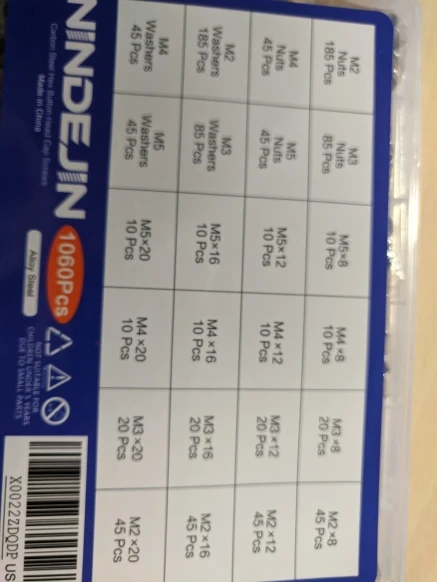 M2
Nuts
185 Pcs
M3
Nuts
85 Pcs
M5×8
10 Pcs
M4 ×8
10 Pcs
M3 ×8
20 Pcs
M2 ×8
45 Pcs
M4
Nuts
45 Pcs
M5
Nuts
45 Pcs
M5×12
10 Pcs
M4 ×12
10 Pcs
M3 ×12
20 Pcs
M2 ×12
45 Pcs
M2
Washers
185 Pcs
M3
Washers
85 Pcs
M5×16
10 Pcs
M4 ×16
10 Pcs
M3 ×16
20 Pcs
M2 ×16
45 Pcs
M4
Washers
45 Pcs
M5
Washers
45 Pcs
M5×20
10 Pcs
M4 ×20
10 Pcs
M3 ×20
20 Pcs
M2 ×20
45 Pcs
NINDEJIN
1060Pcs
Carbon Steel Hex Button Head Cap Screws
Made in China
Alloy Steel
NOT SUITABLE FOR
CHILDREN UNDER 3 YEARS
DUE TO SMALL PARTS
X0022ZDQDP US